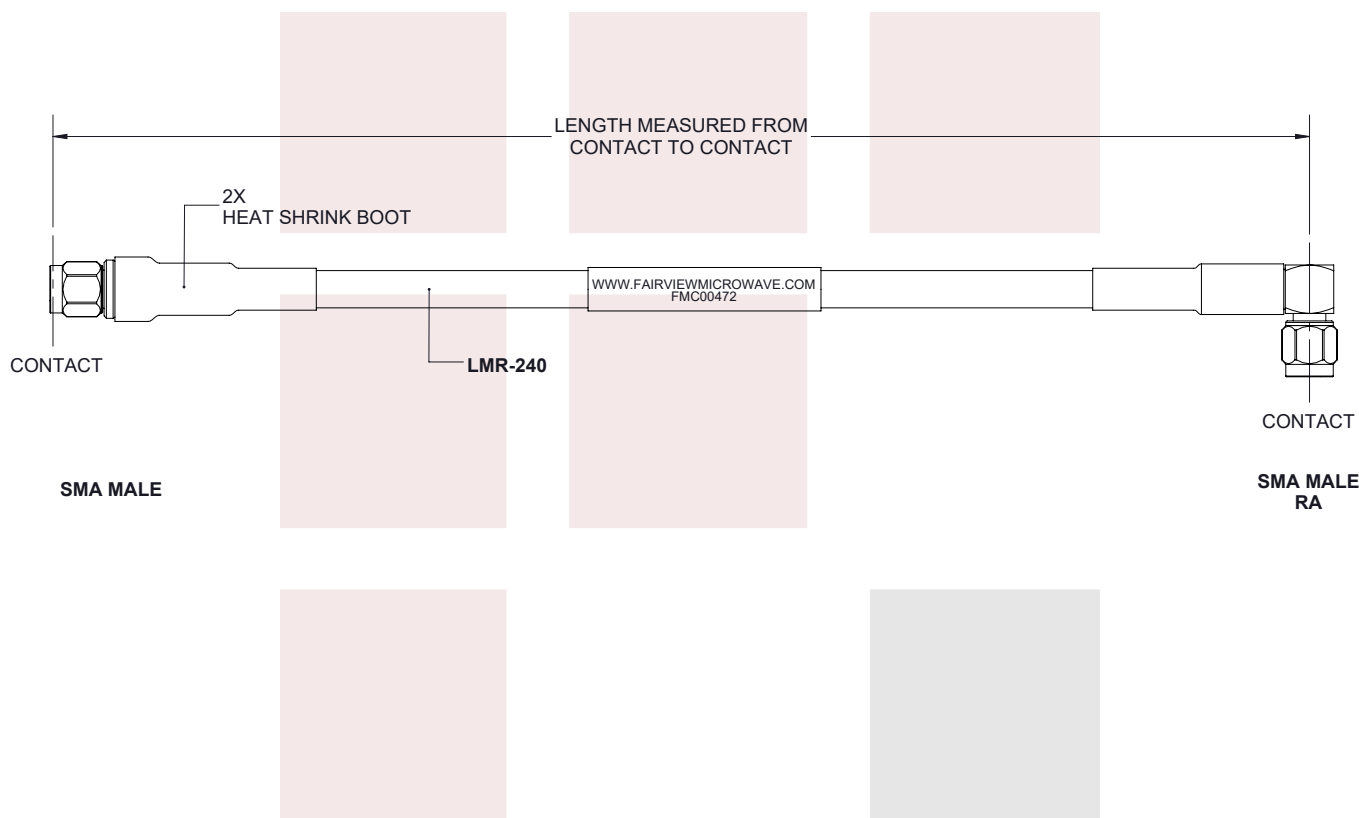 LENGTH MEASURED FROM
CONTACT TO CONTACT
2X
HEAT SHRINK BOOT
WWW.FAIRVIEWMICROWAVE.COM
FMC00472
CONTACT
LMR-240
CONTACT
SMA MALE
SMA MALE
RA